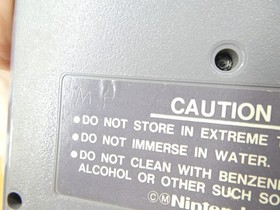 CAUTION
• DO NOT STORE IN EXTREME
• DO NOT IMMERSE IN WATER.
• DO NOT CLEAN WITH BENZENE
ALCOHOL OR OTHER SUCH
©Ⓜ Nintendo